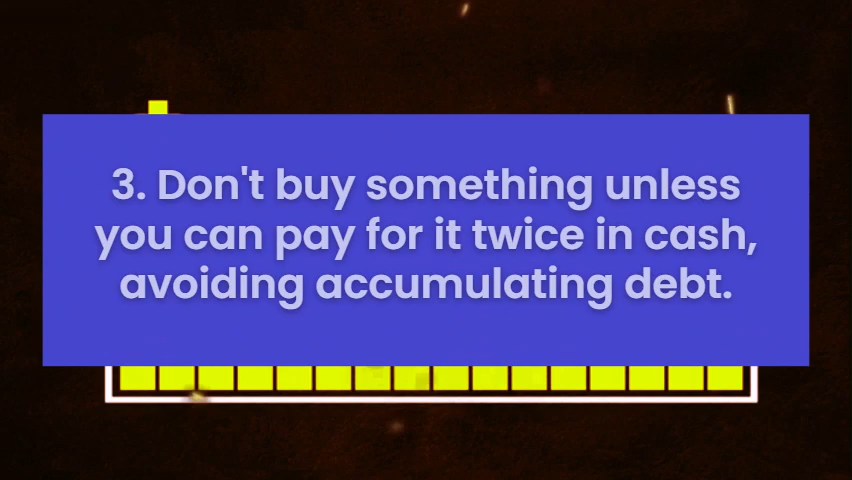 3. Don't buy something unless
you can pay for it twice in cash,
avoiding accumulating debt.